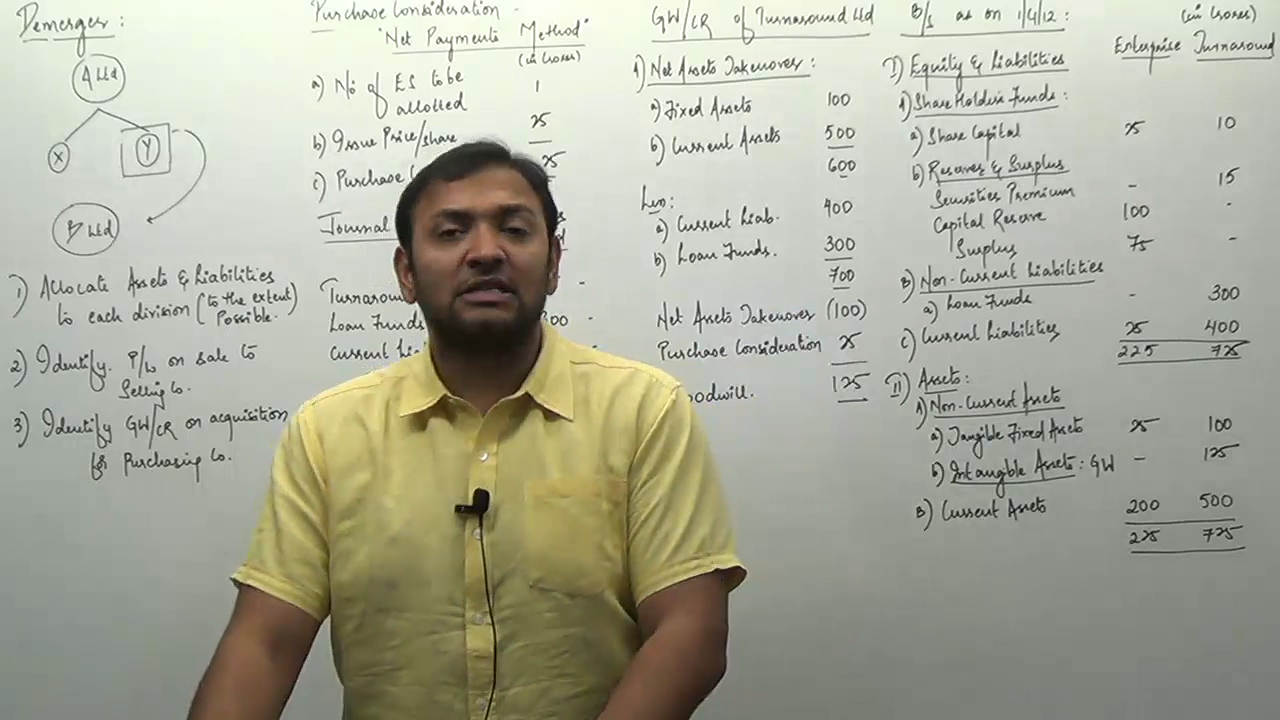 Demerger:
A Ltd
X
Y
B Ltd
1) Allocate Assets & Liabilities
to each division (to the extent
Possible.)
2) Identify P/L on sale to
Selling Co.
3) Identify GW/CR on acquisition
for Purchasing Co.
Purchase Consideration -
"Net Payments Method"
(in Crores)
a) No. of ES to be
allotted 1
b) Issue Price/share 25
c) Purchase 25
Journal
Turnaround -
Loan Funds 300 -
Current Lia -
GW/CR of Turnaround Ltd
A) Net Assets Takenover:
a) Fixed Assets 100
b) Current Assets 500
600
Less:
a) Current Liab. 400
b) Loan Funds. 300
700
Net Assets Takenover (100)
Purchase Consideration 25
oodwill. 125
B/S as on 1/4/12:
(in Crores)
Enterprise Turnaround
I) Equity & Liabilities
A) Share Holders Funds:
a) Share Capital 25 10
b) Reserves & Surplus
Securities Premium - 15
Capital Reserve 100 -
Surplus 75 -
B) Non-Current Liabilities
a) Loan Funds - 300
C) Current Liabilities 25 400
225 725
II) Assets:
A) Non-Current Assets
a) Tangible Fixed Assets 25 100
b) Intangible Assets: GW - 125
B) Current Assets 200 500
225 725